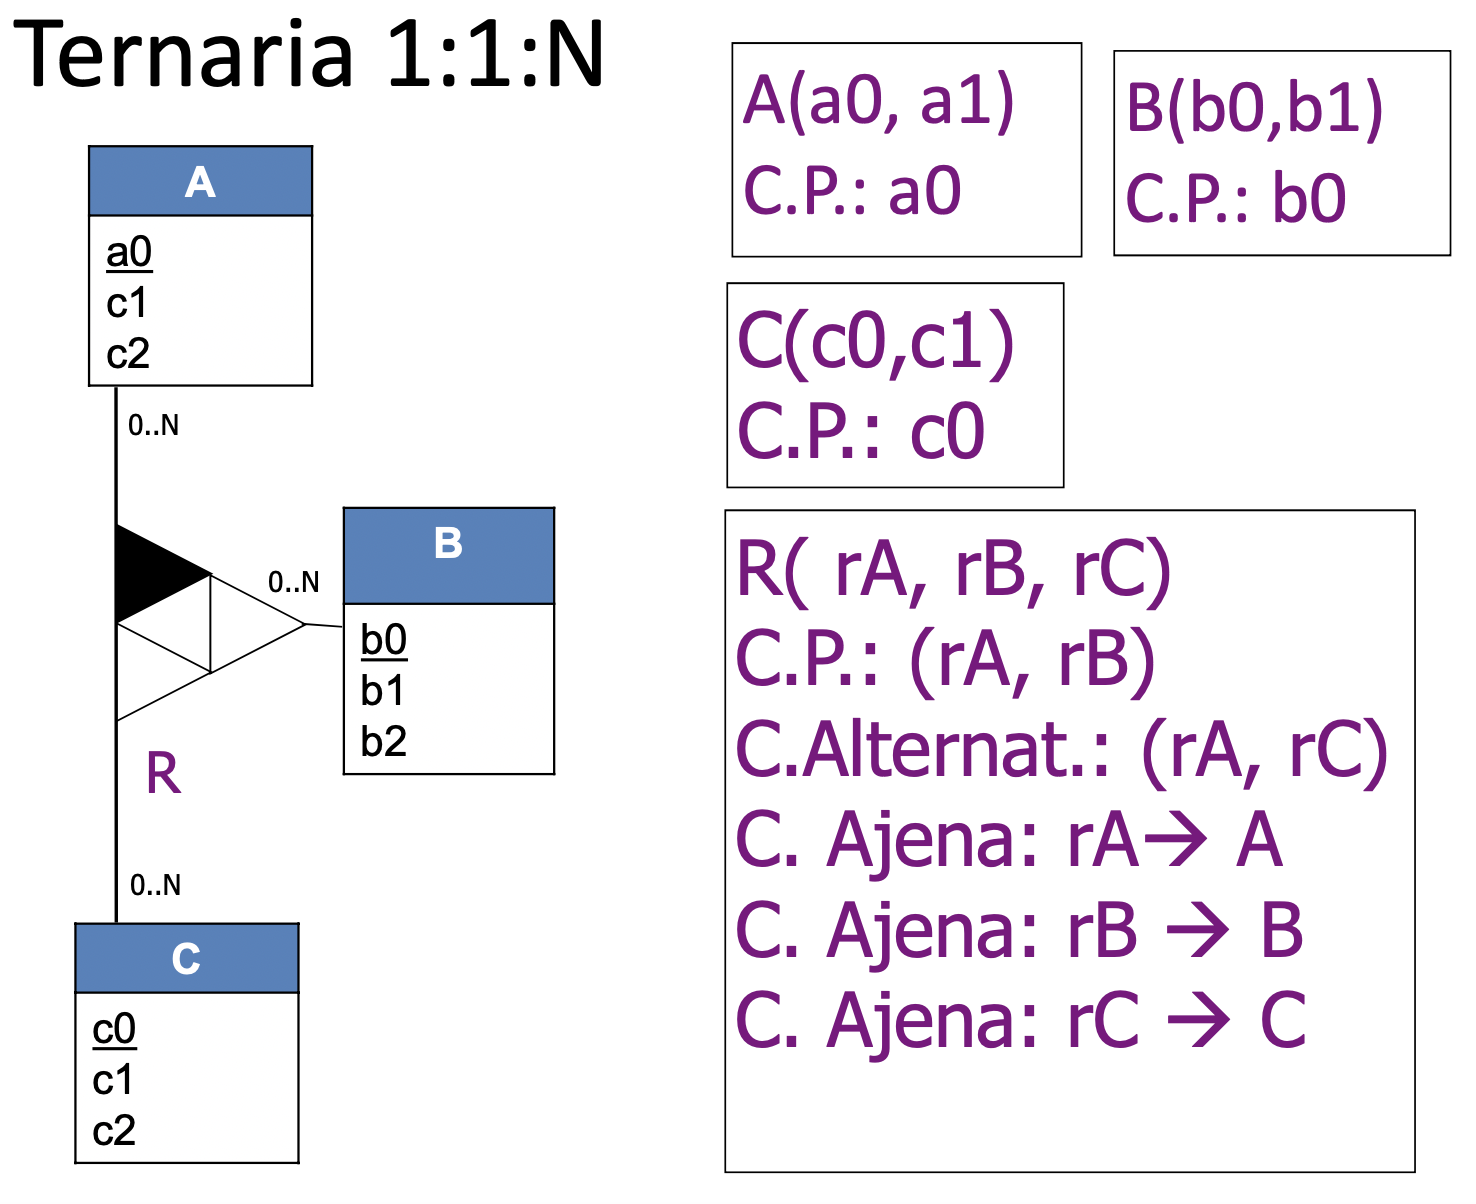 Ternaria 1:1:N
A
a0
c1
c2
0..N
0..N
B
b0
b1
b2
R
0..N
C
c0
c1
c2
A(a0, a1)
C.P.: a0
B(b0,b1)
C.P.: b0
C(c0,c1)
C.P.: c0
R( rA, rB, rC)
C.P.: (rA, rB)
C.Alternat.: (rA, rC)
C. Ajena: rA→ A
C. Ajena: rB → B
C. Ajena: rC → C